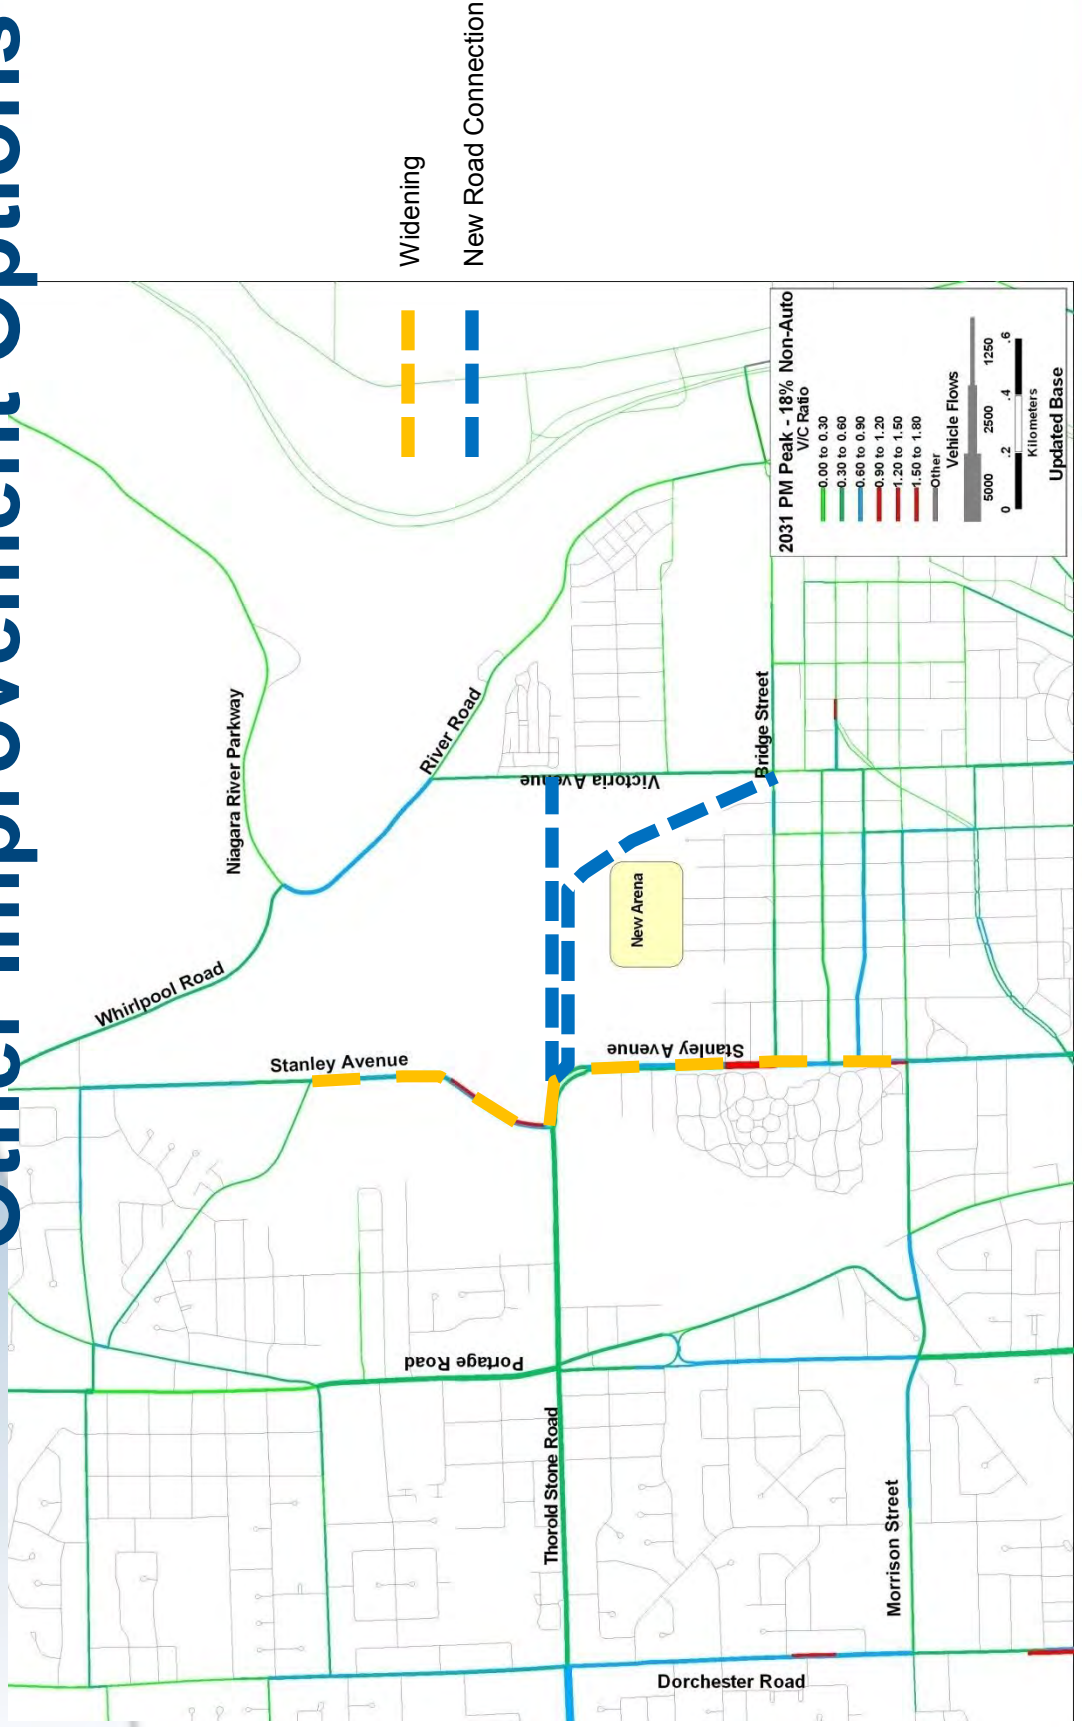 Other Improvement Options
Widening
New Road Connection
Niagara River Parkway
River Road
Whirlpool Road
Stanley Avenue
Victoria Avenue
Bridge Street
New Arena
Stanley Avenue
Portage Road
Thorold Stone Road
Morrison Street
Dorchester Road
2031 PM Peak - 18% Non-Auto
V/C Ratio
0.00 to 0.30
0.30 to 0.60
0.60 to 0.90
0.90 to 1.20
1.20 to 1.50
1.50 to 1.80
Other
Vehicle Flows
5000 2500 1250
0 .2 .4 .6
Kilometers
Updated Base